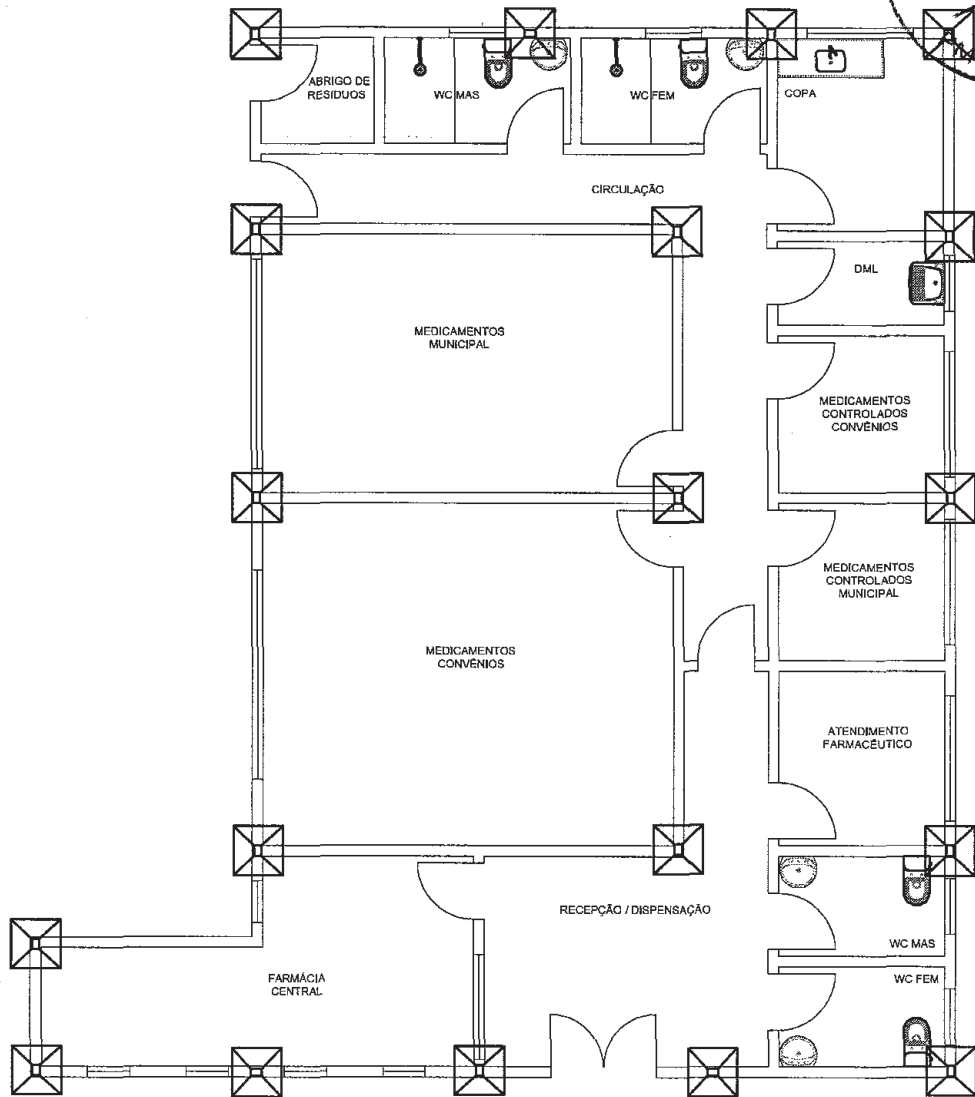 ABRIGO DE
RESÍDUOS
WC MAS
WC FEM
COPA
CIRCULAÇÃO
DML
MEDICAMENTOS
MUNICIPAL
MEDICAMENTOS
CONTROLADOS
CONVÊNIOS
MEDICAMENTOS
CONTROLADOS
MUNICIPAL
MEDICAMENTOS
CONVÊNIOS
ATENDIMENTO
FARMACÊUTICO
RECEPÇÃO / DISPENSAÇÃO
WC MAS
WC FEM
FARMÁCIA
CENTRAL